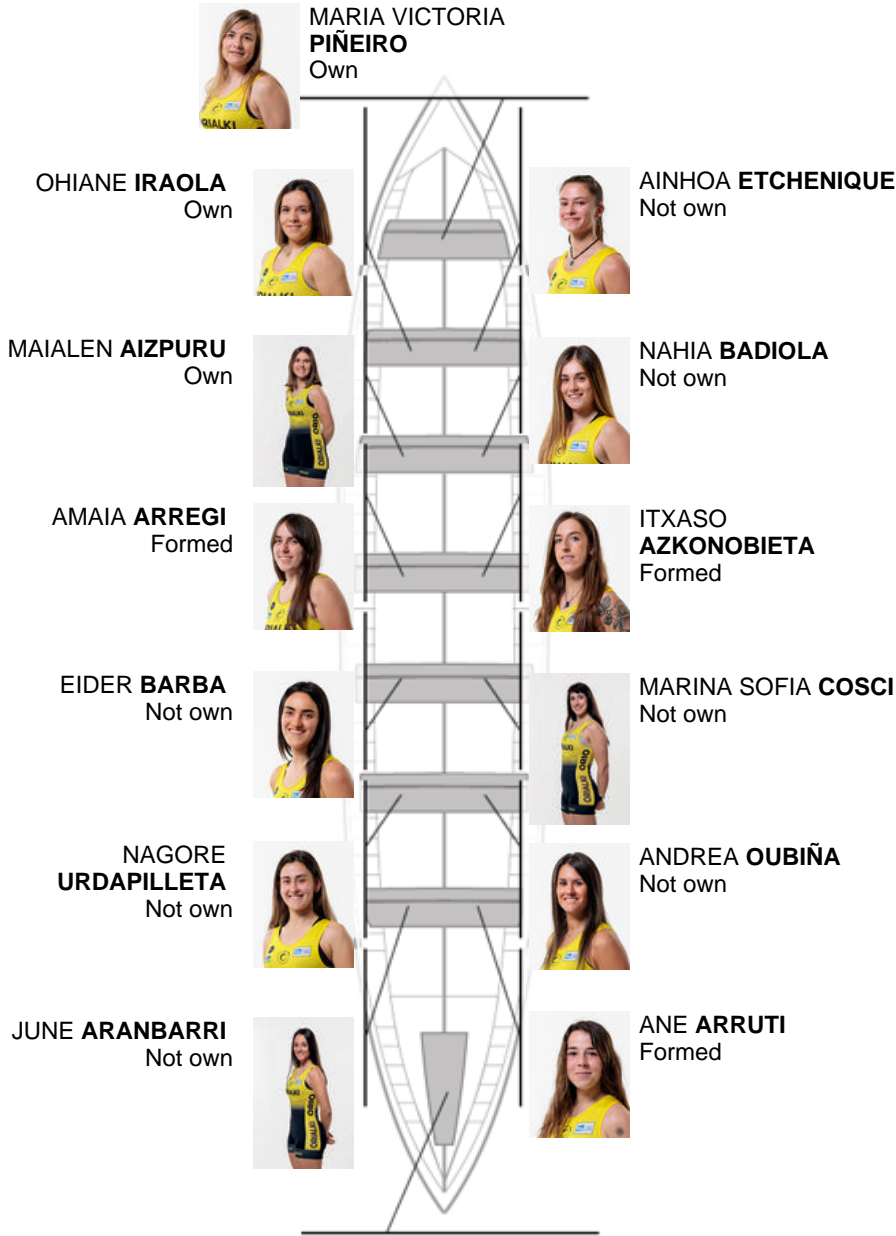 MARIA VICTORIA
PIÑEIRO
Own
OHIANE IRAOLA
Own
AINHOA ETCHENIQUE
Not own
MAIALEN AIZPURU
Own
NAHIA BADIOLA
Not own
AMAIA ARREGI
Formed
ITXASO
AZKONOBIETA
Formed
EIDER BARBA
Not own
MARINA SOFIA COSCI
Not own
NAGORE
URDAPILLETA
Not own
ANDREA OUBIÑA
Not own
JUNE ARANBARRI
Not own
ANE ARRUTI
Formed